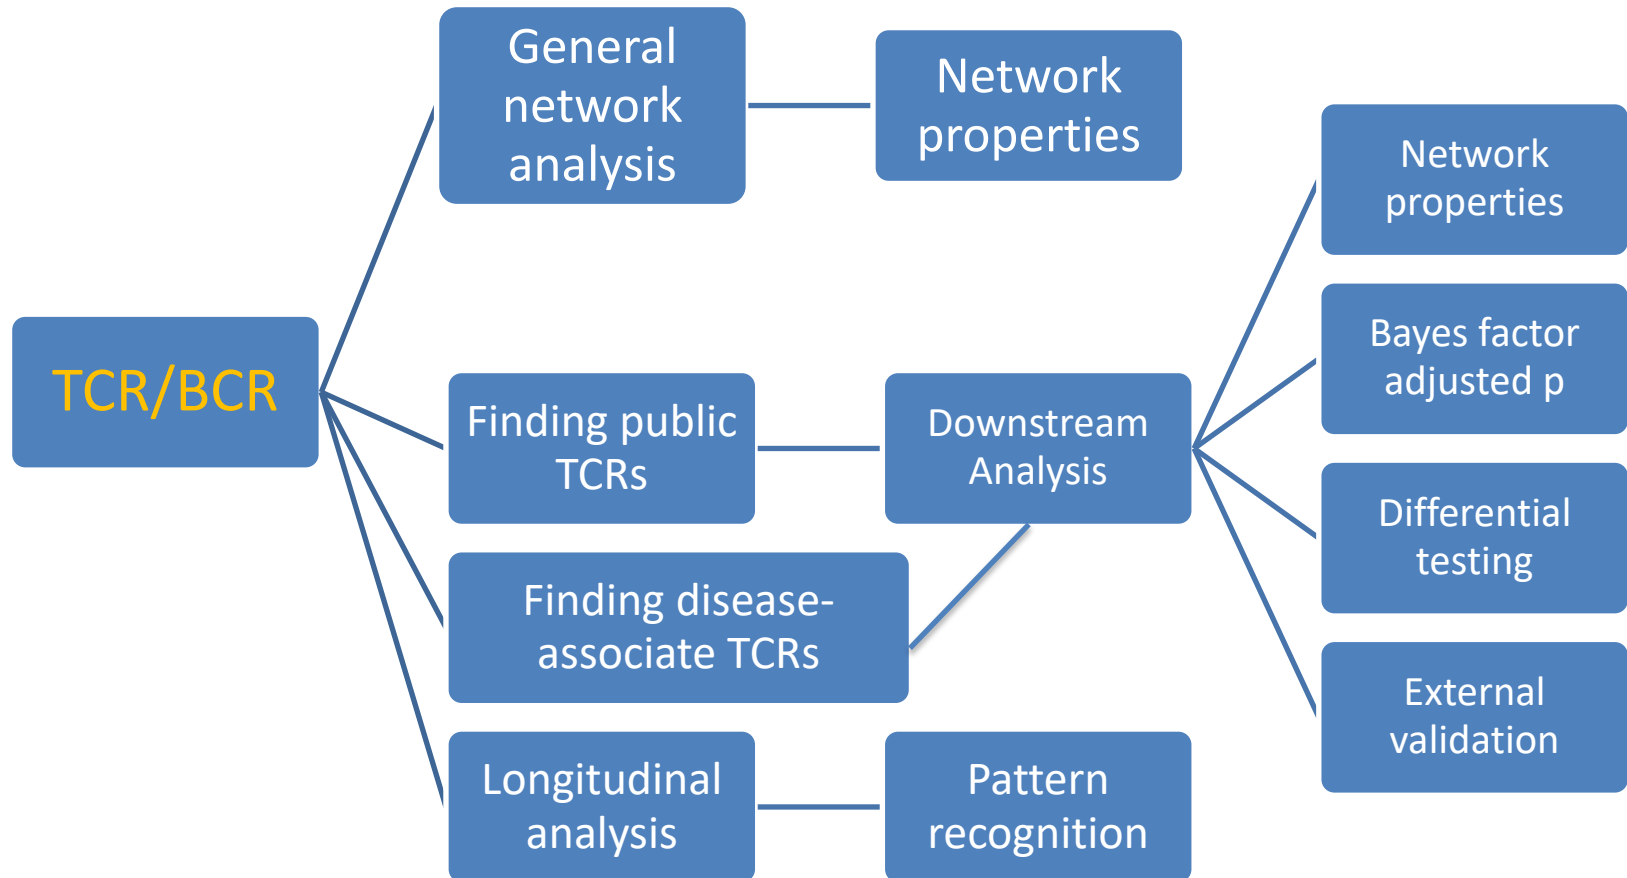 General
network
analysis
Network
properties
TCR/BCR
Finding public
TCRs
Downstream
Analysis
Finding disease-
associate TCRs
Longitudinal
analysis
Pattern
recognition
Network
properties
Bayes factor
adjusted p
Differential
testing
External
validation